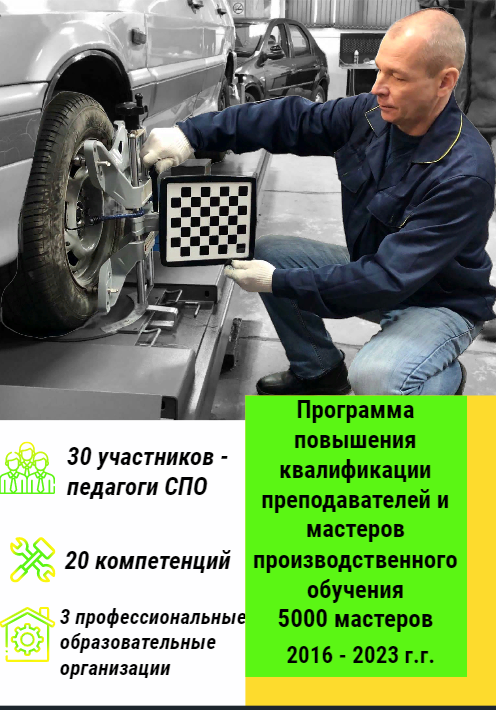 30 участников -
педагоги СПО
20 компетенций
3 профессиональные
образовательные
организации
Программа
повышения
квалификации
преподавателей и
мастеров
производственного
обучения
5000 мастеров
2016 - 2023 г.г.